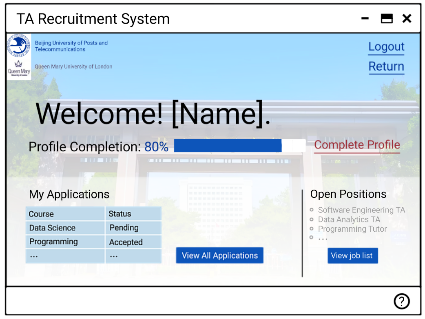 TA Recruitment System
Beijing University of Posts and
Telecommunications
Queen Mary University of London
Queen Mary
Logout
Return
Welcome! [Name].
Profile Completion: 80%
Complete Profile
My Applications
Course Status
Data Science Pending
Programming Accepted
... ...
View All Applications
Open Positions
Software Engineering TA
Data Analytics TA
Programming Tutor
...
View job list
?